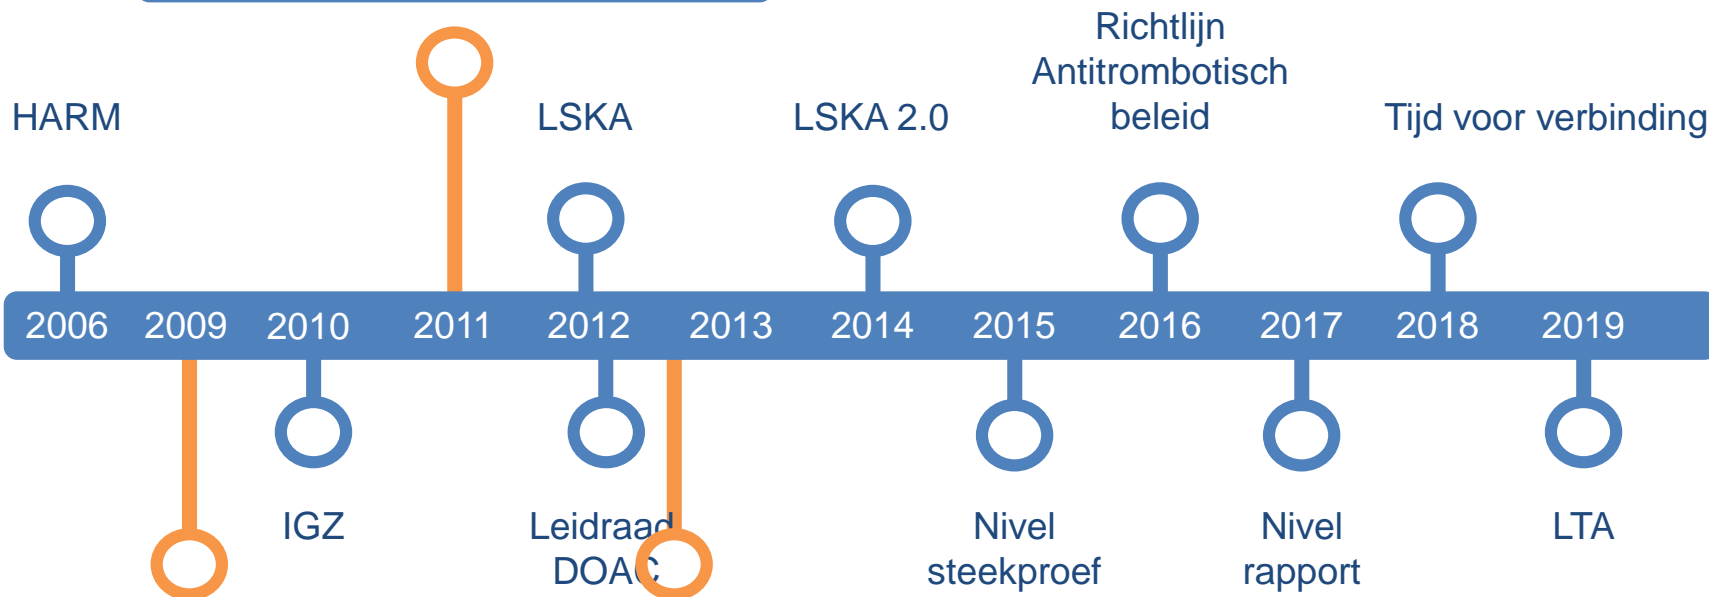 Richtlijn
Antitrombotisch
beleid
HARM
LSKA
LSKA 2.0
Tijd voor verbinding
2006 2009 2010 2011 2012 2013 2014 2015 2016 2017 2018 2019
IGZ
Leidraad
DOAC
Nivel
steekproef
Nivel
rapport
LTA